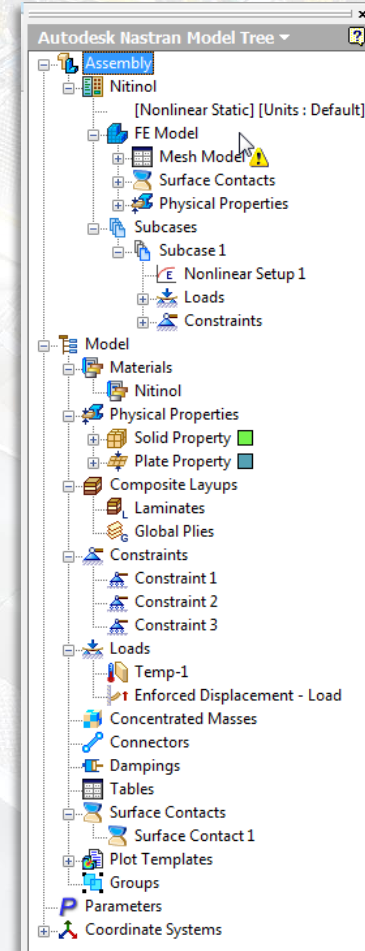 Autodesk Nastran Model Tree
Assembly
Nitinol
[Nonlinear Static] [Units : Default]
FE Model
Mesh Model
Surface Contacts
Physical Properties
Subcases
Subcase 1
Nonlinear Setup 1
Loads
Constraints
Model
Materials
Nitinol
Physical Properties
Solid Property
Plate Property
Composite Layups
Laminates
Global Plies
Constraints
Constraint 1
Constraint 2
Constraint 3
Loads
Temp-1
Enforced Displacement - Load
Concentrated Masses
Connectors
Dampings
Tables
Surface Contacts
Surface Contact 1
Plot Templates
Groups
Parameters
Coordinate Systems